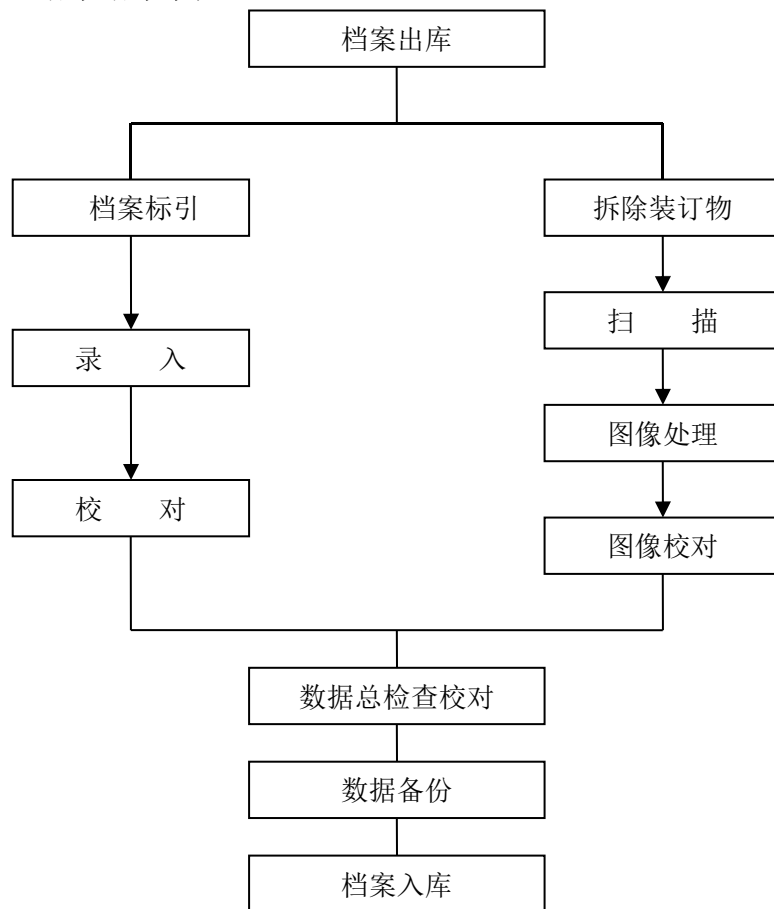 档案出库
档案标引
拆除装订物
扫 描
录 入
图像处理
校 对
图像校对
数据总检查校对
数据备份
档案入库